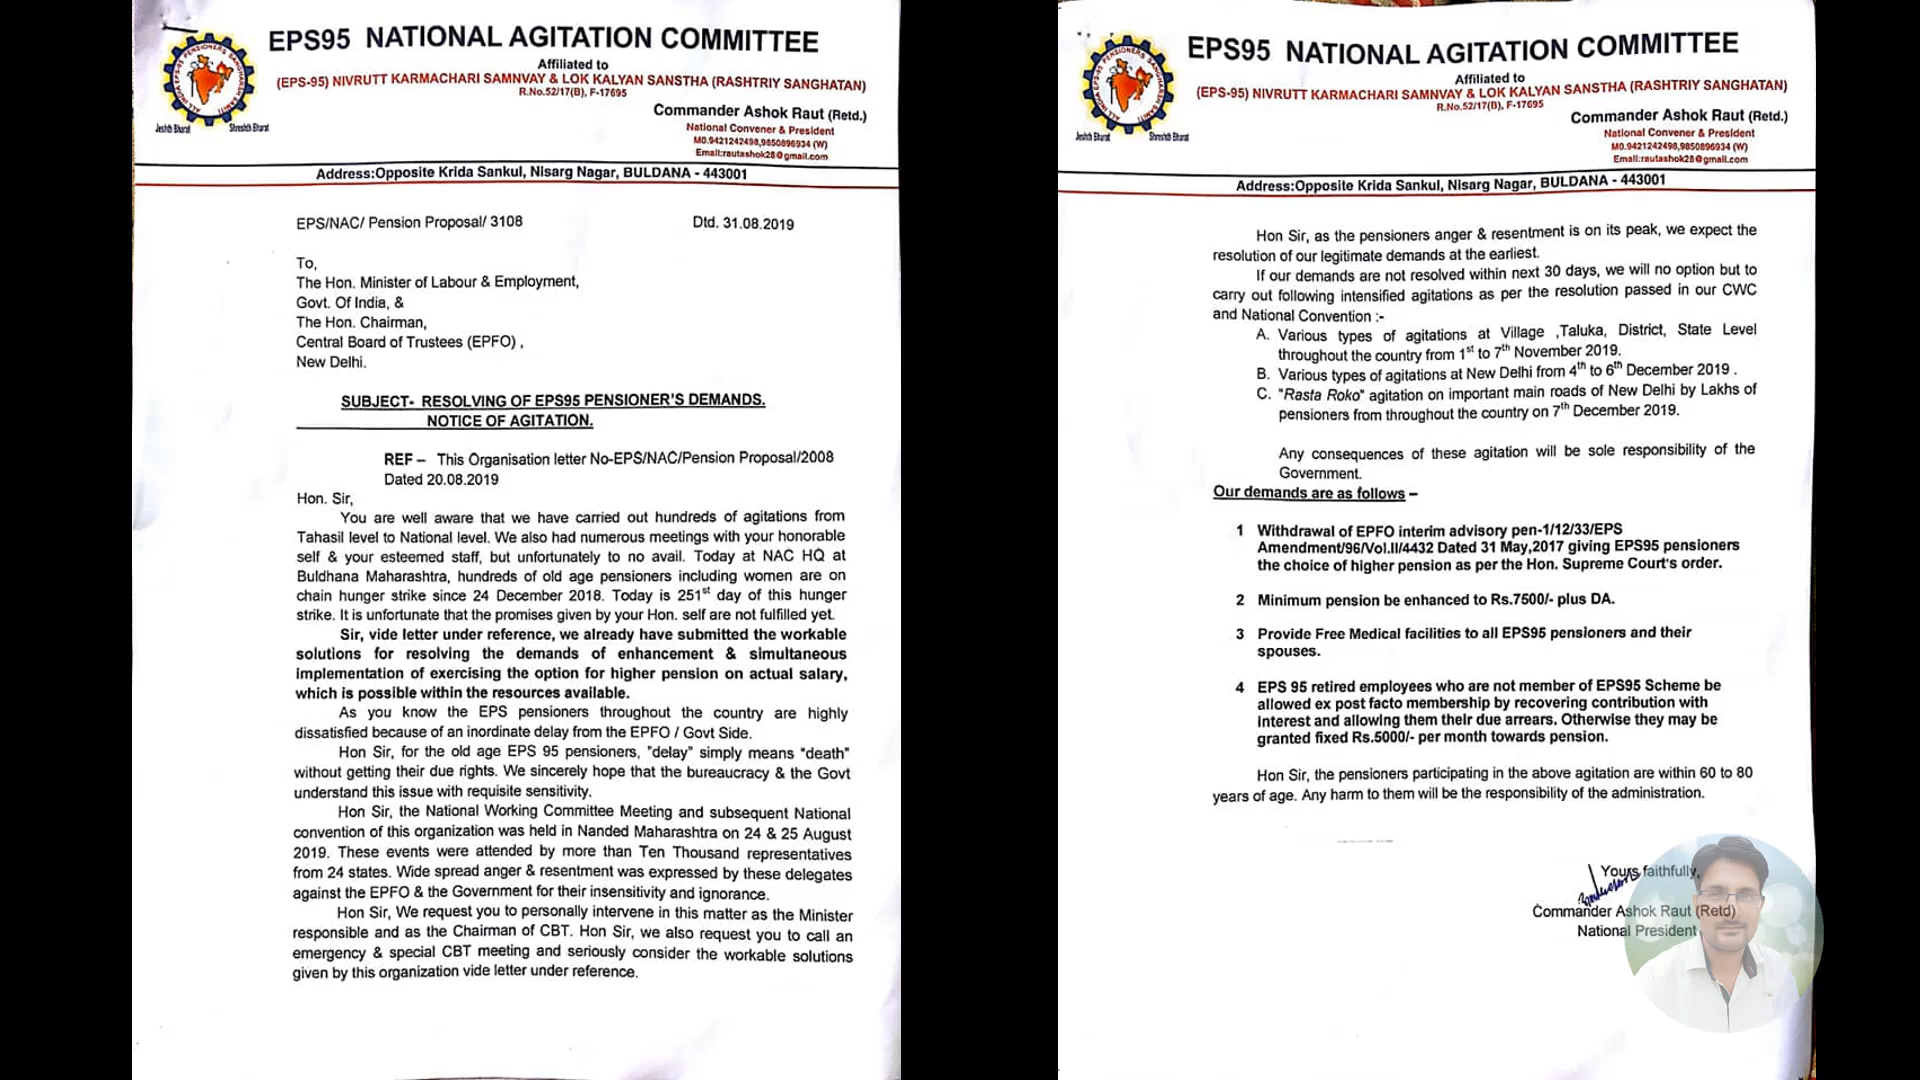 EPS95 NATIONAL AGITATION COMMITTEE
Affiliated to
(EPS-95) NIVRUTT KARMACHARI SAMNVAY & LOK KALYAN SANSTHA (RASHTRIY SANGHATAN)
R.No.52/17(B), F-17695
Commander Ashok Raut (Retd.)
National Convener & President
M0.9421242498,9850896934 (W)
Email:rautashok28@gmail.com
Jeshth Bharat Shreshth Bharat
Address:Opposite Krida Sankul, Nisarg Nagar, BULDANA - 443001
EPS/NAC/ Pension Proposal/ 3108 Dtd. 31.08.2019
To,
The Hon. Minister of Labour & Employment,
Govt. Of India, &
The Hon. Chairman,
Central Board of Trustees (EPFO) ,
New Delhi.
SUBJECT- RESOLVING OF EPS95 PENSIONER'S DEMANDS.
NOTICE OF AGITATION.
REF – This Organisation letter No-EPS/NAC/Pension Proposal/2008
Dated 20.08.2019
Hon. Sir,
You are well aware that we have carried out hundreds of agitations from
Tahasil level to National level. We also had numerous meetings with your honorable
self & your esteemed staff, but unfortunately to no avail. Today at NAC HQ at
Buldhana Maharashtra, hundreds of old age pensioners including women are on
chain hunger strike since 24 December 2018. Today is 251st day of this hunger
strike. It is unfortunate that the promises given by your Hon. self are not fulfilled yet.
Sir, vide letter under reference, we already have submitted the workable
solutions for resolving the demands of enhancement & simultaneous
implementation of exercising the option for higher pension on actual salary,
which is possible within the resources available.
As you know the EPS pensioners throughout the country are highly
dissatisfied because of an inordinate delay from the EPFO / Govt Side.
Hon Sir, for the old age EPS 95 pensioners, "delay" simply means "death"
without getting their due rights. We sincerely hope that the bureaucracy & the Govt
understand this issue with requisite sensitivity.
Hon Sir, the National Working Committee Meeting and subsequent National
convention of this organization was held in Nanded Maharashtra on 24 & 25 August
2019. These events were attended by more than Ten Thousand representatives
from 24 states. Wide spread anger & resentment was expressed by these delegates
against the EPFO & the Government for their insensitivity and ignorance.
Hon Sir, We request you to personally intervene in this matter as the Minister
responsible and as the Chairman of CBT. Hon Sir, we also request you to call an
emergency & special CBT meeting and seriously consider the workable solutions
given by this organization vide letter under reference.
EPS95 NATIONAL AGITATION COMMITTEE
Affiliated to
(EPS-95) NIVRUTT KARMACHARI SAMNVAY & LOK KALYAN SANSTHA (RASHTRIY SANGHATAN)
R.No.52/17(B), F-17695
Commander Ashok Raut (Retd.)
National Convener & President
M0.9421242498,9850896934 (W)
Email:rautashok28@gmail.com
Jeshth Bharat Shreshth Bharat
Address:Opposite Krida Sankul, Nisarg Nagar, BULDANA - 443001
Hon Sir, as the pensioners anger & resentment is on its peak, we expect the
resolution of our legitimate demands at the earliest.
If our demands are not resolved within next 30 days, we will no option but to
carry out following intensified agitations as per the resolution passed in our CWC
and National Convention :-
A. Various types of agitations at Village ,Taluka, District, State Level
throughout the country from 1st to 7th November 2019.
B. Various types of agitations at New Delhi from 4th to 6th December 2019 .
C. "Rasta Roko" agitation on important main roads of New Delhi by Lakhs of
pensioners from throughout the country on 7th December 2019.
Any consequences of these agitation will be sole responsibility of the
Government.
Our demands are as follows –
1 Withdrawal of EPFO interim advisory pen-1/12/33/EPS
Amendment/96/Vol.II/4432 Dated 31 May,2017 giving EPS95 pensioners
the choice of higher pension as per the Hon. Supreme Court's order.
2 Minimum pension be enhanced to Rs.7500/- plus DA.
3 Provide Free Medical facilities to all EPS95 pensioners and their
spouses.
4 EPS 95 retired employees who are not member of EPS95 Scheme be
allowed ex post facto membership by recovering contribution with
interest and allowing them their due arrears. Otherwise they may be
granted fixed Rs.5000/- per month towards pension.
Hon Sir, the pensioners participating in the above agitation are within 60 to 80
years of age. Any harm to them will be the responsibility of the administration.
Yours faithfully,
Commander Ashok Raut (Retd)
National President